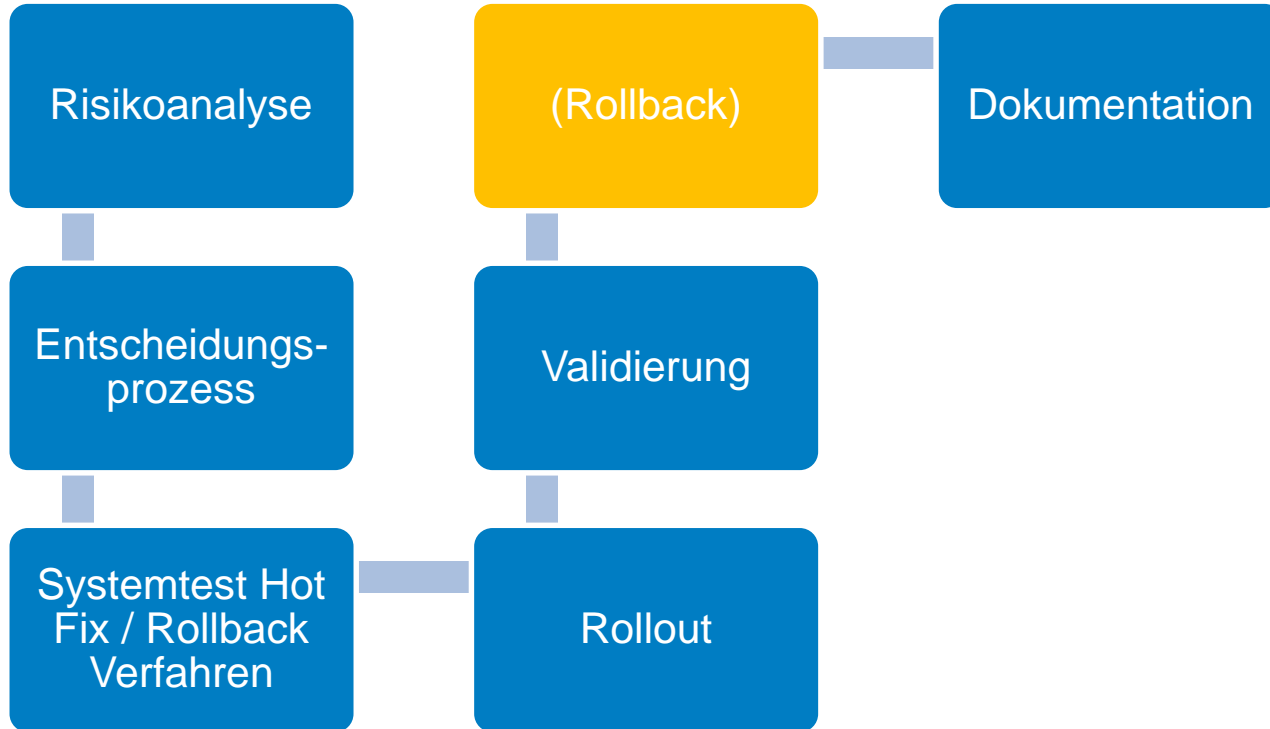 Risikoanalyse
Entscheidungs-
prozess
Systemtest Hot
Fix / Rollback
Verfahren
Rollout
Validierung
(Rollback)
Dokumentation